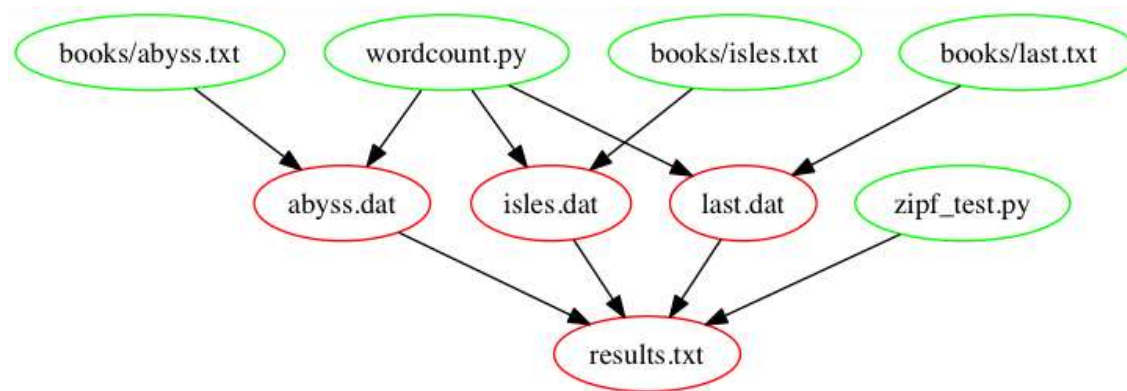 books/abyss.txt
wordcount.py
books/isles.txt
books/last.txt
abyss.dat
isles.dat
last.dat
zipf_test.py
results.txt